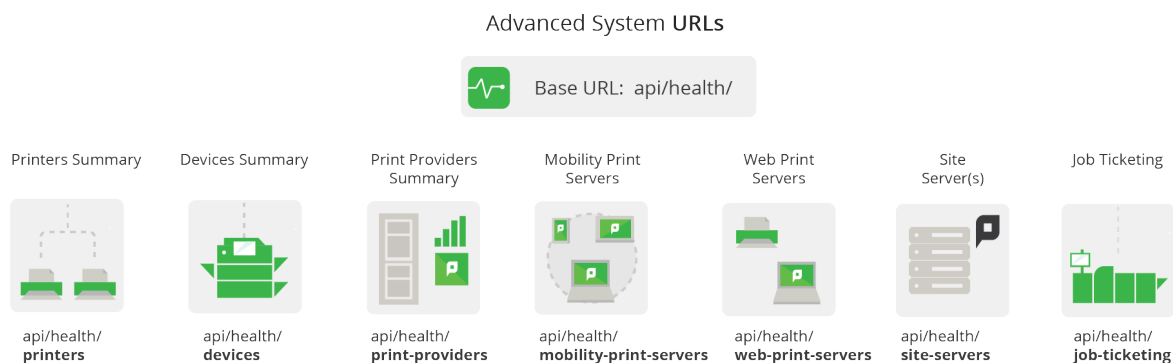 Advanced System URLs
Base URL: api/health/
Printers Summary
Devices Summary
Print Providers
Summary
Mobility Print
Servers
Web Print
Servers
Site
Server(s)
Job Ticketing
api/health/
printers
api/health/
devices
api/health/
print-providers
api/health/
mobility-print-servers
api/health/
web-print-servers
api/health/
site-servers
api/health/
job-ticketing